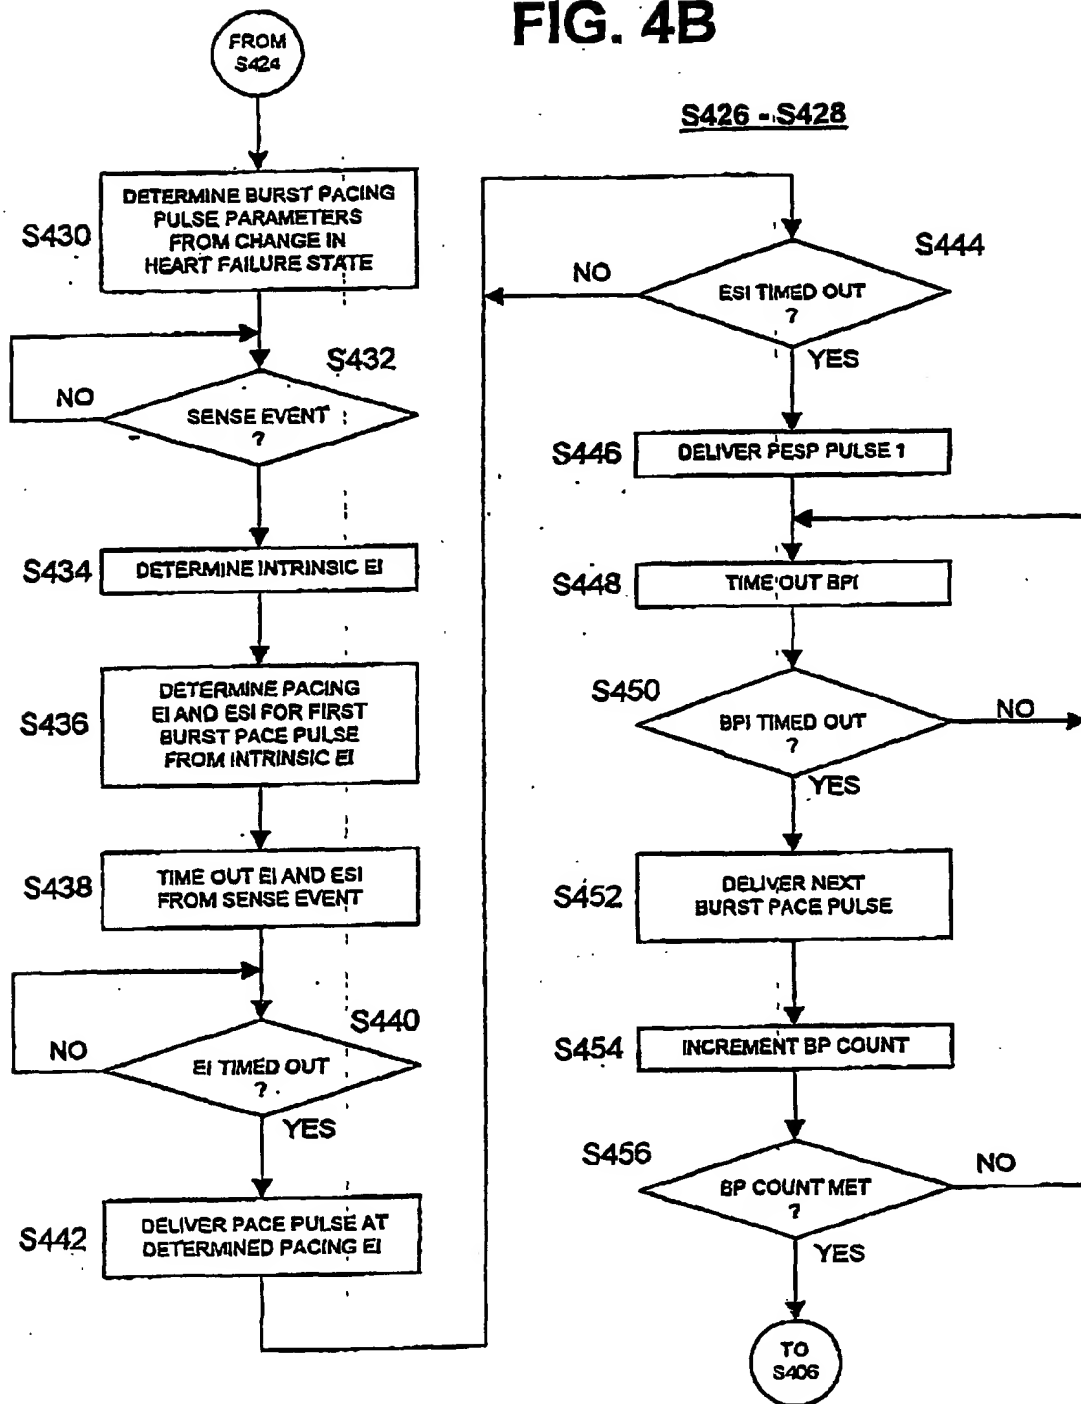 FIG. 4B
FROM
S424
S426 - S428
S430
DETERMINE BURST PACING
PULSE PARAMETERS
FROM CHANGE IN
HEART FAILURE STATE
S432
NO
SENSE EVENT
?
S434
DETERMINE INTRINSIC EI
S436
DETERMINE PACING
EI AND ESI FOR FIRST
BURST PACE PULSE
FROM INTRINSIC EI
S438
TIME OUT EI AND ESI
FROM SENSE EVENT
S440
NO
EI TIMED OUT
?
YES
S442
DELIVER PACE PULSE AT
DETERMINED PACING EI
S444
NO
ESI TIMED OUT
?
YES
S446
DELIVER PESP PULSE 1
S448
TIME OUT BPI
S450
BPI TIMED OUT
?
NO
YES
S452
DELIVER NEXT
BURST PACE PULSE
S454
INCREMENT BP COUNT
S456
BP COUNT MET
?
NO
YES
TO
S406